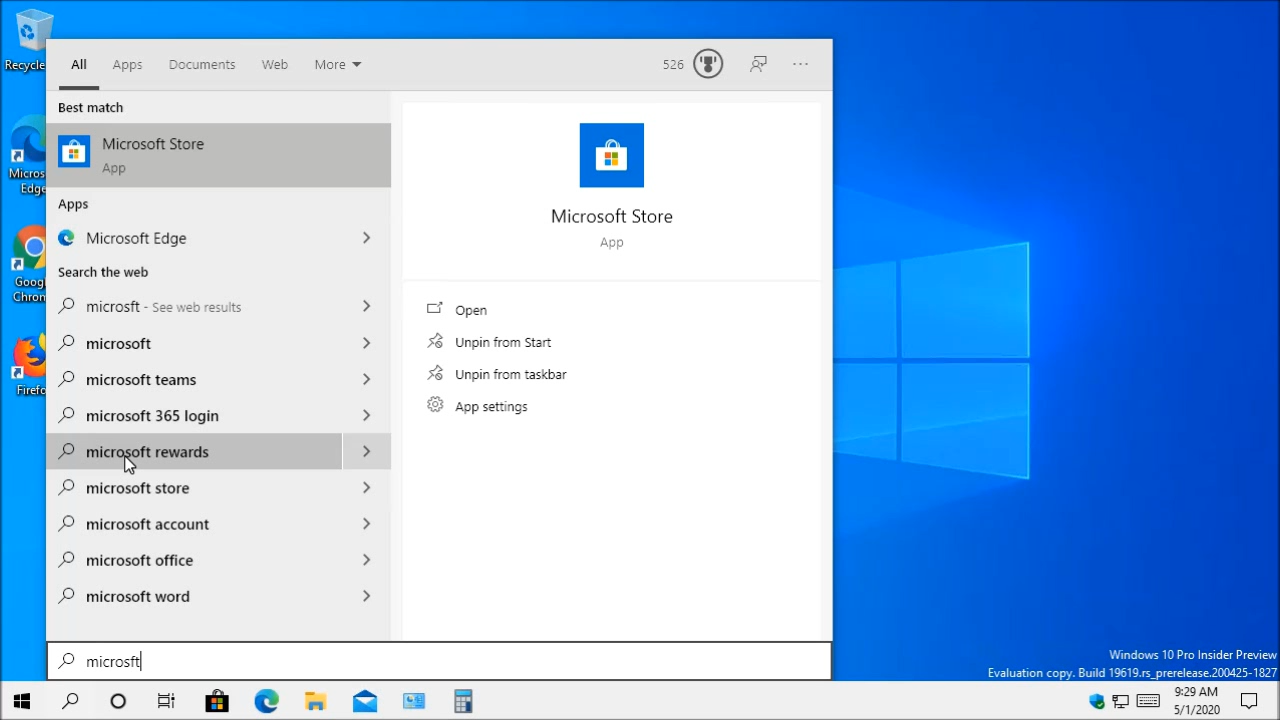 Recycle
Micros
Edge
Goog
Chron
Firefo
All Apps Documents Web More 526
Best match
Microsoft Store
App
Apps
Microsoft Edge
Search the web
microsft - See web results
microsoft
microsoft teams
microsoft 365 login
microsoft rewards
microsoft store
microsoft account
microsoft office
microsoft word
Microsoft Store
App
Open
Unpin from Start
Unpin from taskbar
App settings
microsft
Windows 10 Pro Insider Preview
Evaluation copy. Build 19619.rs_prerelease.200425-1827
9:29 AM
5/1/2020